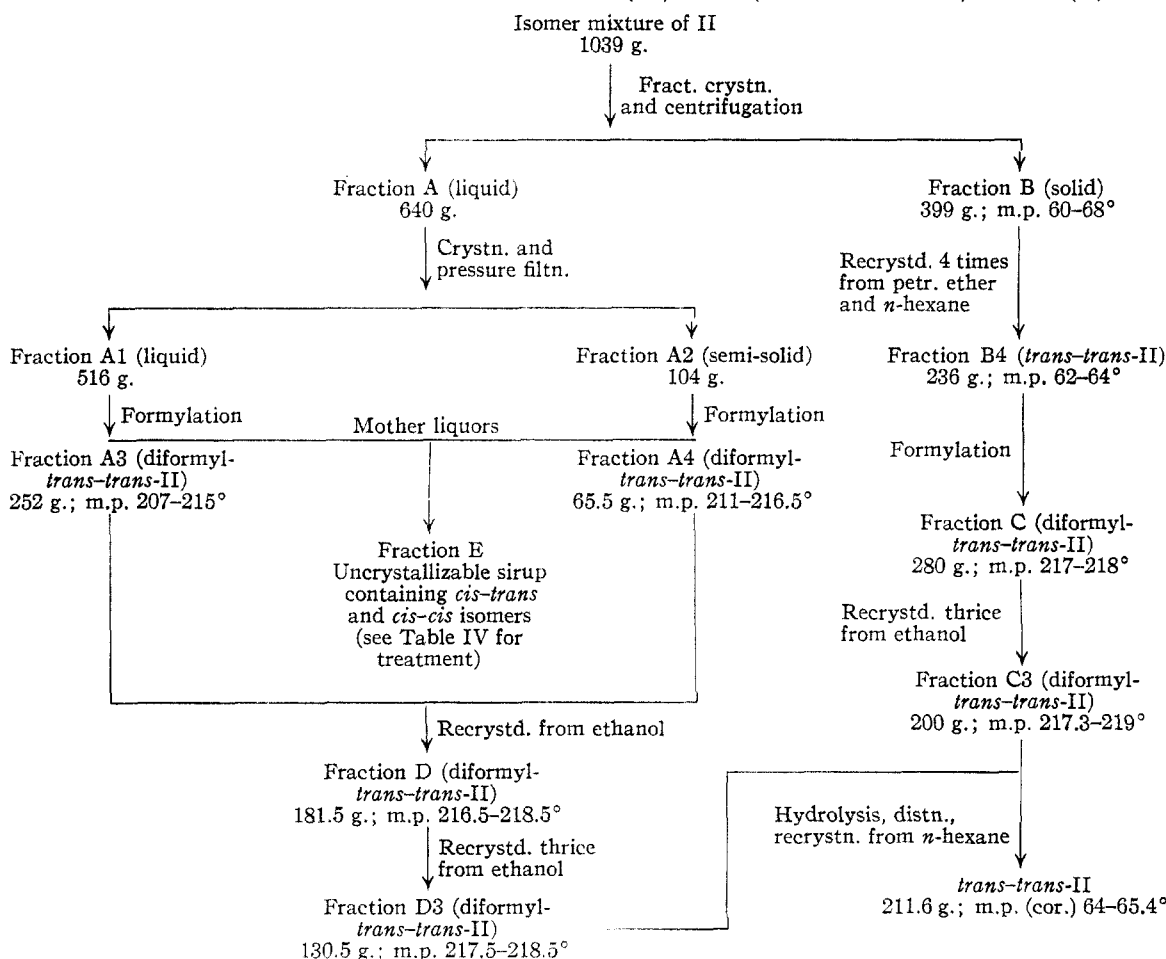 Isomer mixture of II
1039 g.
Fract. crystn.
and centrifugation
Fraction A (liquid)
640 g.
Fraction B (solid)
399 g.; m.p. 60–68°
Crystn. and
pressure filtn.
Recrystd. 4 times
from petr. ether
and n-hexane
Fraction A1 (liquid)
516 g.
Fraction A2 (semi-solid)
104 g.
Fraction B4 (trans–trans-II)
236 g.; m.p. 62–64°
Formylation
Mother liquors
Formylation
Formylation
Fraction A3 (diformyl-
trans–trans-II)
252 g.; m.p. 207–215°
Fraction A4 (diformyl-
trans–trans-II)
65.5 g.; m.p. 211–216.5°
Fraction E
Uncrystallizable sirup
containing cis–trans
and cis–cis isomers
(see Table IV for
treatment)
Fraction C (diformyl-
trans–trans-II)
280 g.; m.p. 217–218°
Recrystd. thrice
from ethanol
Fraction C3 (diformyl-
trans–trans-II)
200 g.; m.p. 217.3–219°
Recrystd. from ethanol
Fraction D (diformyl-
trans–trans-II)
181.5 g.; m.p. 216.5–218.5°
Recrystd. thrice
from ethanol
Fraction D3 (diformyl-
trans–trans-II)
130.5 g.; m.p. 217.5–218.5°
Hydrolysis, distn.,
recrystn. from n-hexane
trans–trans-II
211.6 g.; m.p. (cor.) 64–65.4°